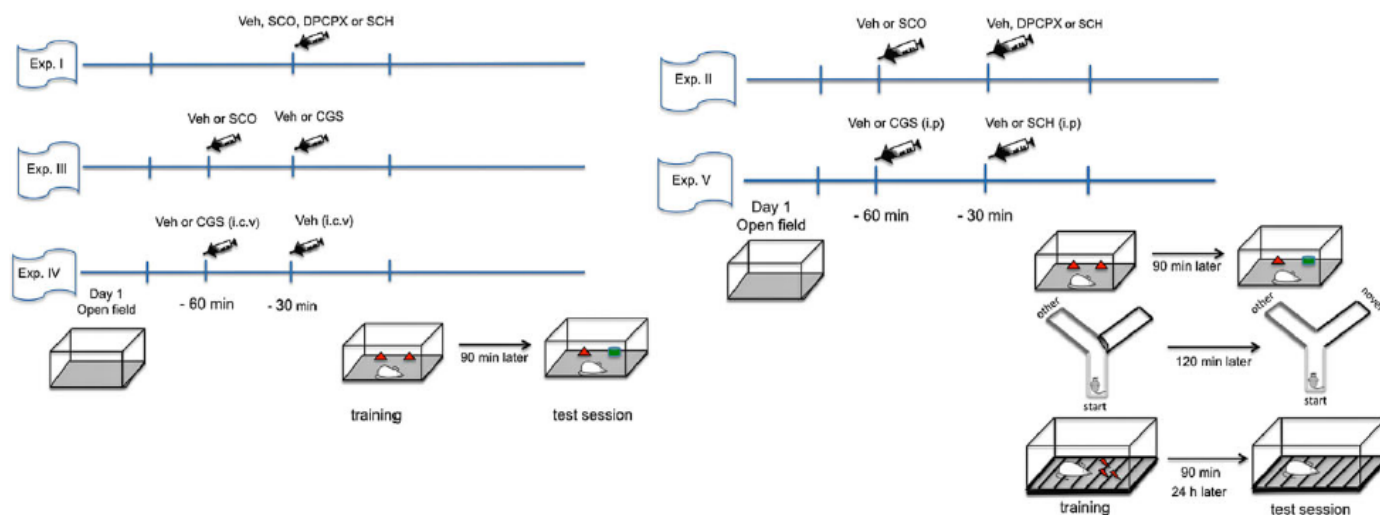 Veh, SCO, DPCPX or SCH
Exp. I
Veh or SCO
Veh or CGS
Exp. III
Veh or CGS (i.c.v)
Veh (i.c.v)
Exp. IV
Day 1
Open field
- 60 min
- 30 min
90 min later
training
test session
Veh or SCO
Veh, DPCPX or SCH
Exp. II
Veh or CGS (i.p)
Veh or SCH (i.p)
Exp. V
Day 1
Open field
- 60 min
- 30 min
90 min later
other
other
novel
120 min later
start
start
90 min
24 h later
training
test session